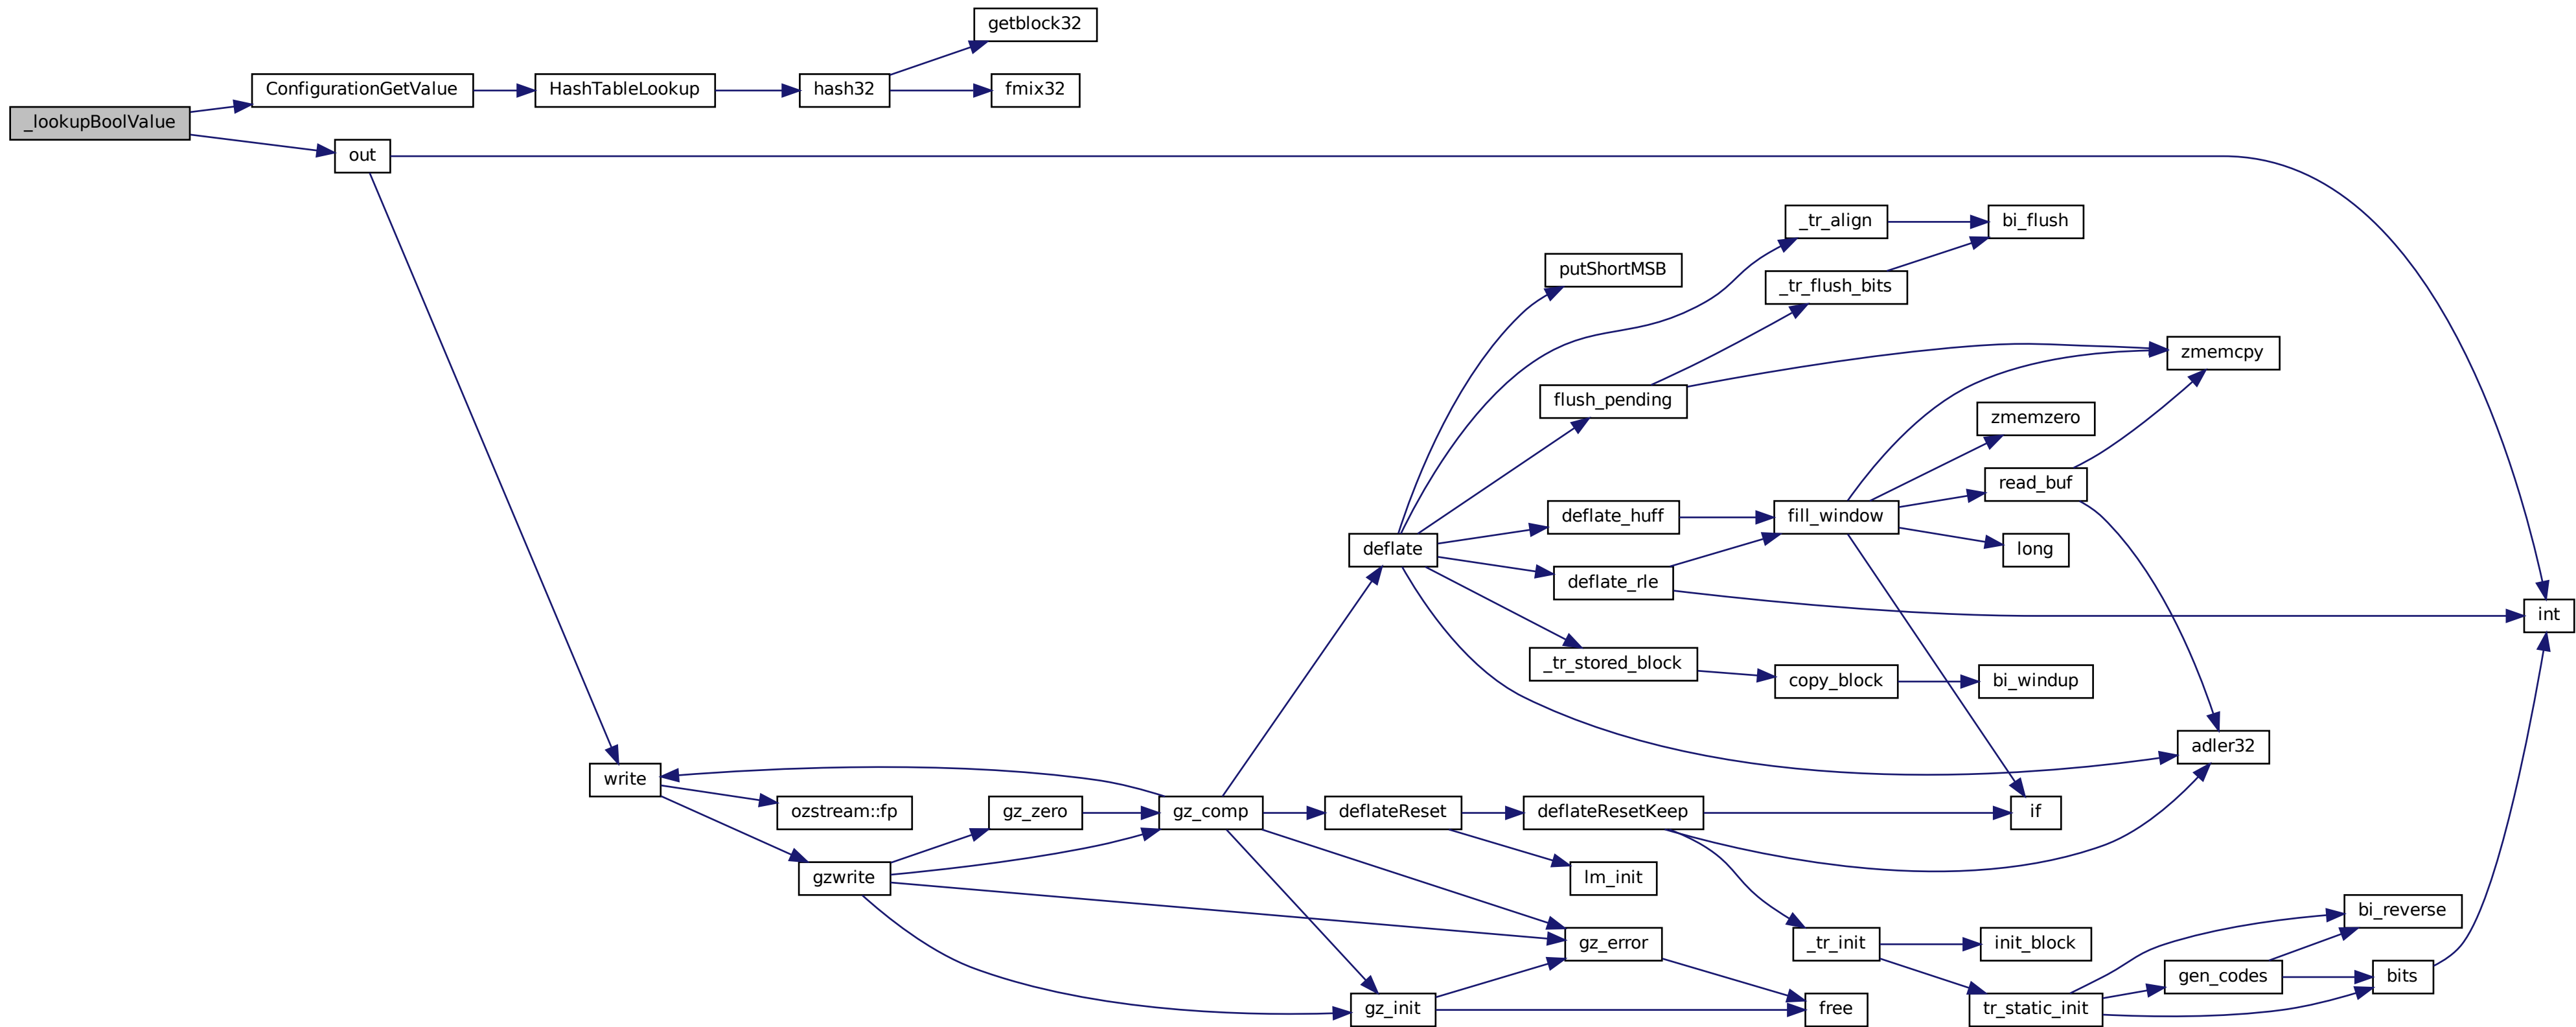 getblock32
ConfigurationGetValue
HashTableLookup
hash32
fmix32
_lookupBoolValue
out
_tr_align
bi_flush
putShortMSB
_tr_flush_bits
zmemcpy
flush_pending
zmemzero
read_buf
deflate_huff
fill_window
deflate
long
deflate_rle
int
_tr_stored_block
copy_block
bi_windup
adler32
write
ozstream::fp
gz_zero
gz_comp
deflateReset
deflateResetKeep
if
gzwrite
lm_init
bi_reverse
gz_error
_tr_init
init_block
gen_codes
bits
gz_init
free
tr_static_init